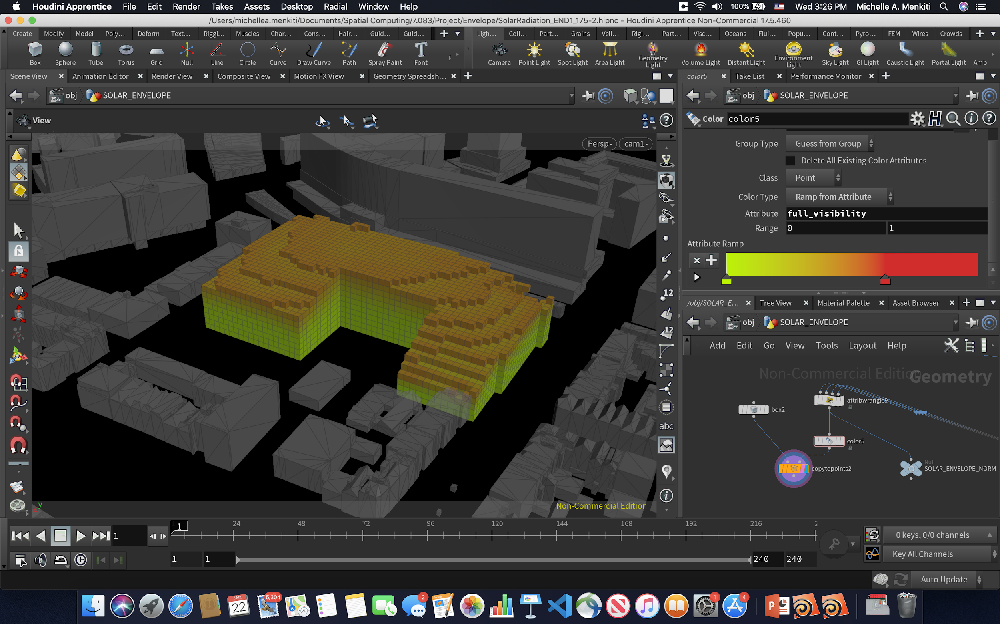 Houdini Apprentice File Edit Render Takes Assets Desktop Radial Window Help 100% Wed 3:26 PM Michelle A. Menkiti
/Users/michellea.menkiti/Documents/Spatial Computing/7.083/Project/Envelope/SolarRadiation_END1_175-2.hipnc - Houdini Apprentice Non-Commercial 17.5.460
Create Modify Model Poly... Deform Text... Riggi... Muscles Char... Cons... Hair... Guid... Guid... Ligh... Coll... Part... Grains Vell... Rigi... Part... Visc... Oceans Flui... Popu... Cont... Pyro... FEM Wires Crowds
Box Sphere Tube Torus Grid Null Line Circle Curve Draw Curve Path Spray Paint Font Camera Point Light Spot Light Area Light Geometry Light Volume Light Distant Light Environment Light Sky Light GI Light Caustic Light Portal Light Amb
Scene View Animation Editor Render View Composite View Motion FX View Geometry Spreadsh...
obj SOLAR_ENVELOPE
View
Persp cam1
12
12
abc
y
x
Non-Commercial Edition
color5 Take List Performance Monitor
obj SOLAR_ENVELOPE
Color color5
Group Type Guess from Group
Delete All Existing Color Attributes
Class Point
Color Type Ramp from Attribute
Attribute full_visibility
Range 0 1
Attribute Ramp
/obj/SOLAR_E... Tree View Material Palette Asset Browser
obj SOLAR_ENVELOPE
Add Edit Go View Tools Layout Help
Non-Commercial Edition Geometry
attribwrangle9
box2
color5
copytopoints2
Null
SOLAR_ENVELOPE_NORM
1 1 24 48 72 96 120 144 168 192 216 2
0 keys, 0/0 channels
1 1 240 240 Key All Channels
Auto Update
JAN 22 5,304 3D 2 PAGES 1 4 P